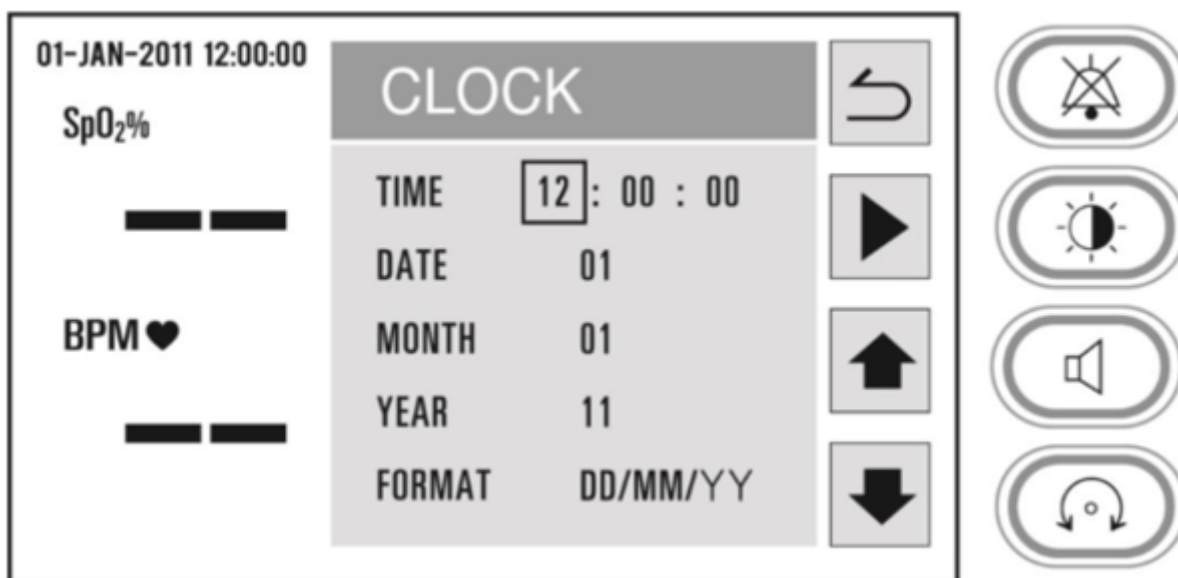 01-JAN-2011 12:00:00
CLOCK
SpO₂%
TIME 12 : 00 : 00
DATE 01
MONTH 01
BPM
YEAR 11
FORMAT DD/MM/YY